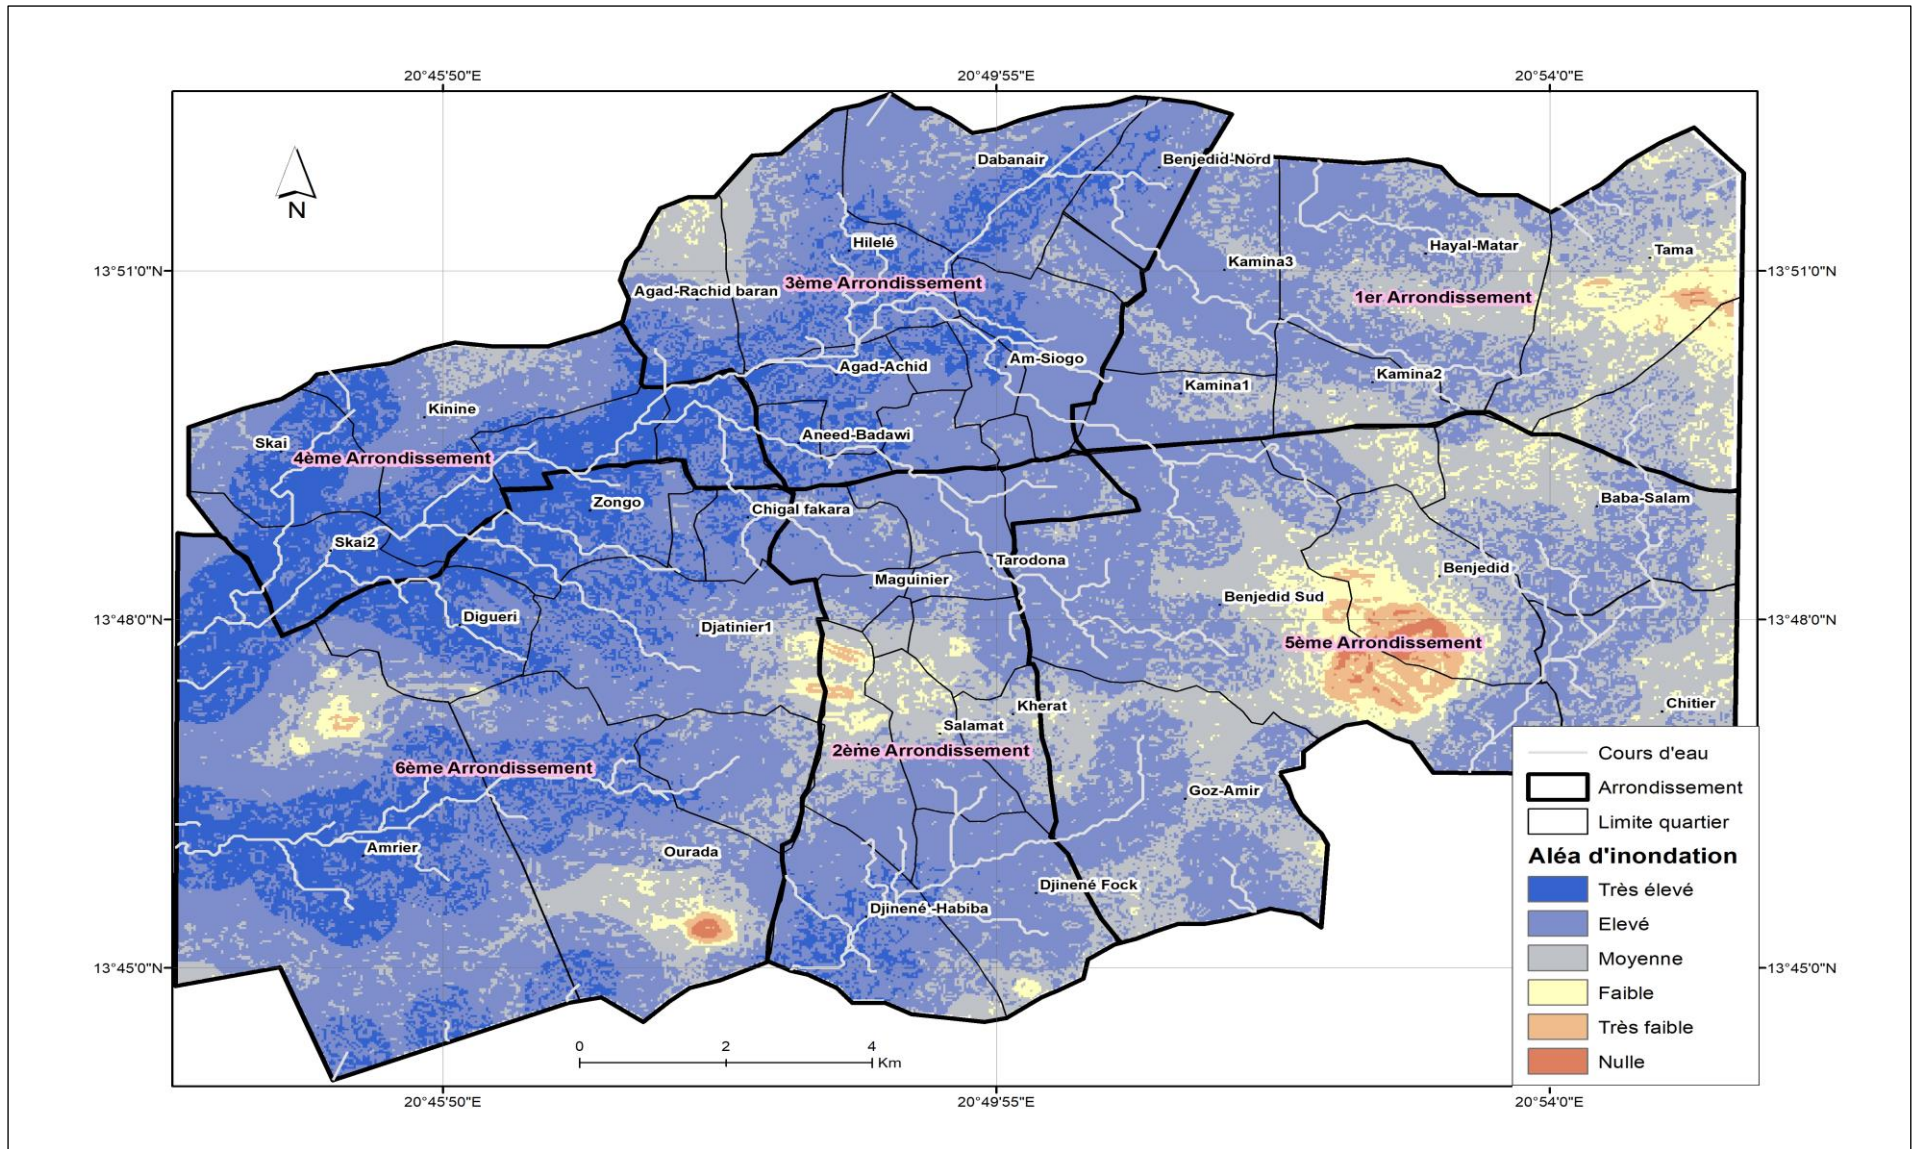 20°45'50"E
20°49'55"E
20°54'0"E
N
Dabanair
Benjedid-Nord
Hilelé
Hayal-Matar
Tama
Kamina3
13°51'0"N
13°51'0"N
3ème Arrondissement
Agad-Rachid baran
1er Arrondissement
Am-Siogo
Agad-Achid
Kamina2
Kamina1
Kinine
Aneed-Badawi
Skai
4ème Arrondissement
Baba-Salam
Zongo
Chigal fakara
Skai2
Tarodona
Benjedid
Maguinier
Benjedid Sud
Digueri
13°48'0"N
13°48'0"N
Djatinier1
5ème Arrondissement
Chitier
Kherat
Salamat
2ème Arrondissement
6ème Arrondissement
Goz-Amir
Amrier
Ourada
Djinené Fock
Djinené -Habiba
13°45'0"N
13°45'0"N
Cours d'eau
Arrondissement
Limite quartier
Aléa d'inondation
Très élevé
Elevé
Moyenne
Faible
Très faible
Nulle
0 2 4
Km
20°45'50"E
20°49'55"E
20°54'0"E